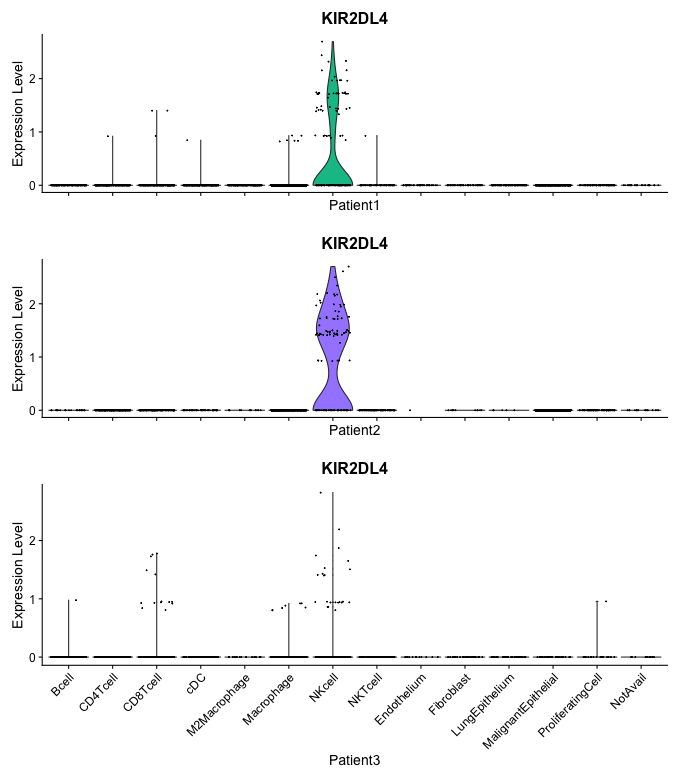 KIR2DL4
Expression Level
2
1
0
Patient1
KIR2DL4
Expression Level
2
1
0
Patient2
KIR2DL4
Expression Level
2
1
0
Bcell
CD4Tcell
CD8Tcell
cDC
M2Macrophage
Macrophage
NKcell
NKTcell
Endothelium
Fibroblast
LungEpithelium
MalignantEpithelial
ProliferatingCell
NotAvail
Patient3